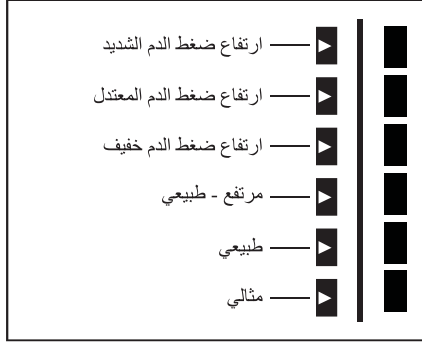 ارتفاع ضغط الدم الشديد
ارتفاع ضغط الدم المعتدل
ارتفاع ضغط الدم خفيف
مرتفع - طبيعي
طبيعي
مثالي